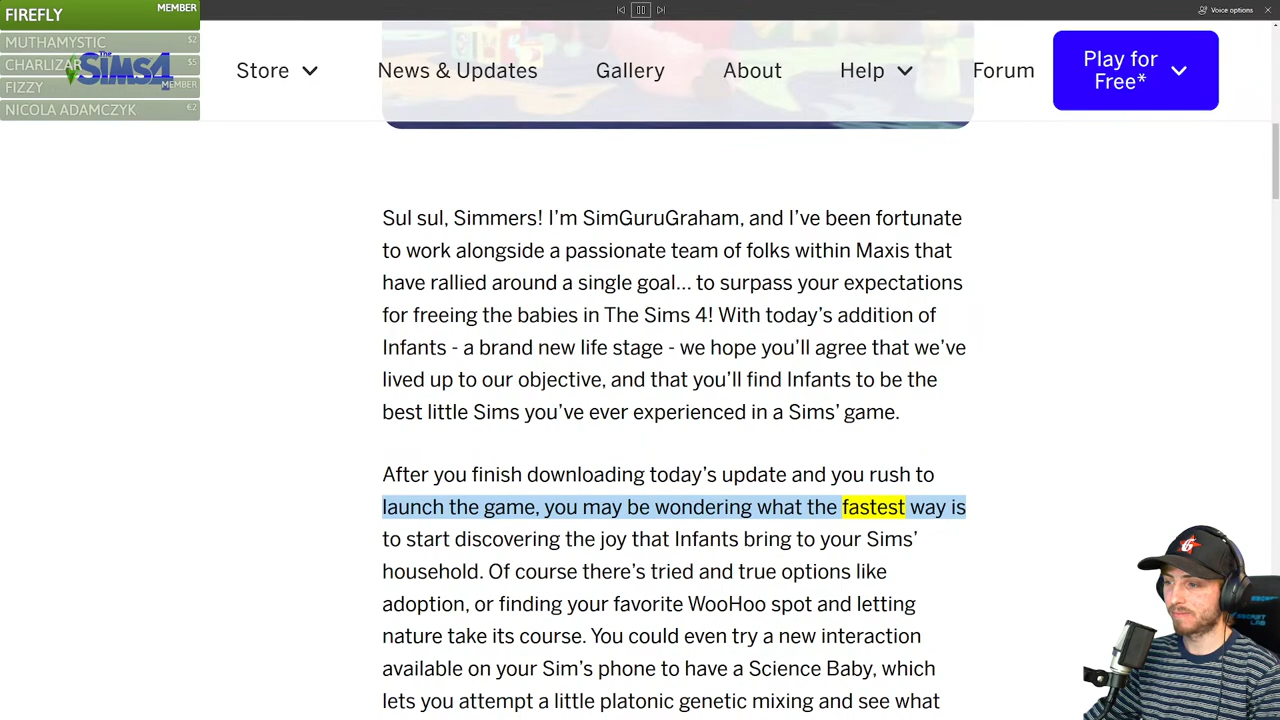 FIREFLY MEMBER
MUTHAMYSTIC $2
CHARLIZAR $5
FIZZY MEMBER
NICOLA ADAMCZYK €2
The SIMS 4
Voice options
Store
News & Updates
Gallery
About
Help
Forum
Play for
Free*
Sul sul, Simmers! I’m SimGuruGraham, and I’ve been fortunate
to work alongside a passionate team of folks within Maxis that
have rallied around a single goal… to surpass your expectations
for freeing the babies in The Sims 4! With today’s addition of
Infants - a brand new life stage - we hope you’ll agree that we’ve
lived up to our objective, and that you’ll find Infants to be the
best little Sims you’ve ever experienced in a Sims’ game.
After you finish downloading today’s update and you rush to
launch the game, you may be wondering what the fastest way is
to start discovering the joy that Infants bring to your Sims’
household. Of course there’s tried and true options like
adoption, or finding your favorite WooHoo spot and letting
nature take its course. You could even try a new interaction
available on your Sim’s phone to have a Science Baby, which
lets you attempt a little platonic genetic mixing and see what
SECRET
LAB